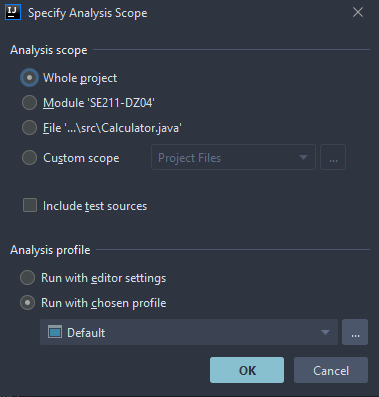 IJ Specify Analysis Scope
Analysis scope
Whole project
Module 'SE211-DZ04'
File '...\src\Calculator.java'
Custom scope Project Files ...
Include test sources
Analysis profile
Run with editor settings
Run with chosen profile
Default ...
OK Cancel